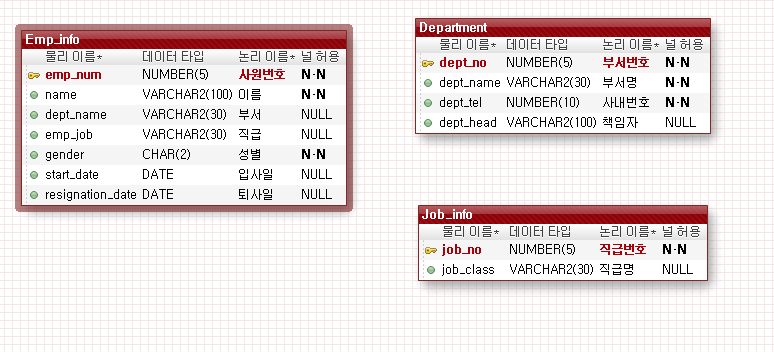 Emp_info
물리 이름* 데이터 타입 논리 이름* 널 허용
emp_num NUMBER(5) 사원번호 N·N
name VARCHAR2(100) 이름 N·N
dept_name VARCHAR2(30) 부서 NULL
emp_job VARCHAR2(30) 직급 NULL
gender CHAR(2) 성별 N·N
start_date DATE 입사일 NULL
resignation_date DATE 퇴사일 NULL
Department
물리 이름* 데이터 타입 논리 이름* 널 허용
dept_no NUMBER(5) 부서번호 N·N
dept_name VARCHAR2(30) 부서명 N·N
dept_tel NUMBER(10) 사내번호 N·N
dept_head VARCHAR2(100) 책임자 NULL
Job_info
물리 이름* 데이터 타입 논리 이름* 널 허용
job_no NUMBER(5) 직급번호 N·N
job_class VARCHAR2(30) 직급명 NULL